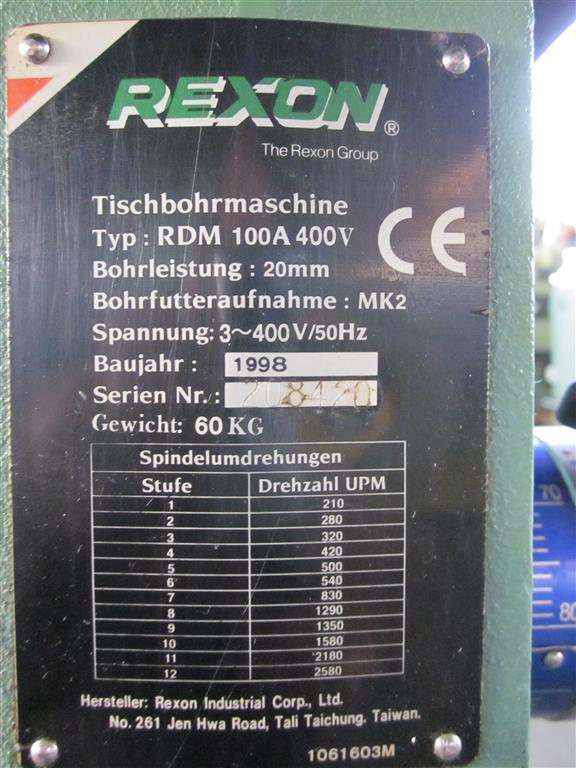 REXON ®
The Rexon Group
Tischbohrmaschine
Typ : RDM 100A 400V
CE
Bohrleistung : 20mm
Bohrfutteraufnahme : MK2
Spannung: 3~400V/50Hz
Baujahr : 1998
Serien Nr. : 208420
Gewicht: 60 KG
Spindelumdrehungen
Stufe Drehzahl UPM
1 210
2 280
3 320
4 420
5 500
6 540
7 830
8 1290
9 1350
10 1580
11 2180
12 2580
Hersteller: Rexon Industrial Corp., Ltd.
No. 261 Jen Hwa Road, Tali Taichung. Taiwan.
1061603M
70
80